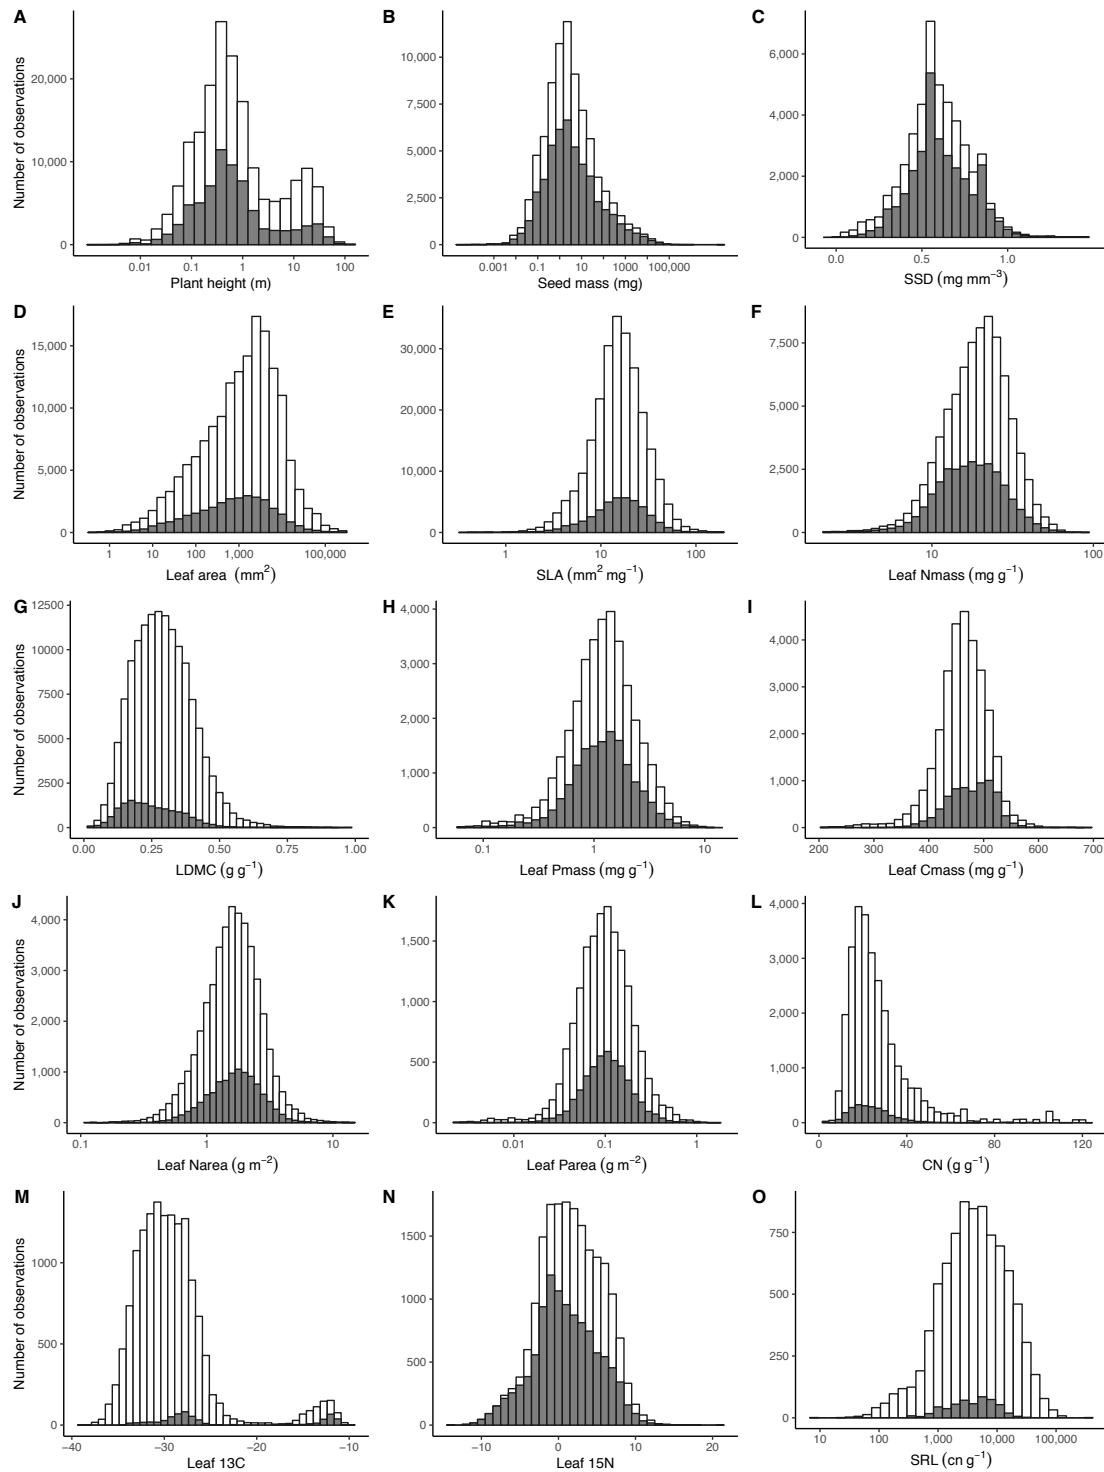 A B C
Number of observations
20,000
10,000
0
0.01 0.1 1 10 100
Plant height (m)
10,000
7,500
5,000
2,500
0
0.001 0.1 10 1000 100,000
Seed mass (mg)
6,000
4,000
2,000
0
0.0 0.5 1.0
SSD (mg mm−3)
D E F
Number of observations
15,000
10,000
5,000
0
1 10 100 1,000 100,000
Leaf area (mm2)
30,000
20,000
10,000
0
1 10 100
SLA (mm2 mg−1)
7,500
5,000
2,500
0
10 100
Leaf Nmass (mg g−1)
G H I
Number of observations
12500
10000
7500
5000
2500
0
0.00 0.25 0.50 0.75 1.00
LDMC (g g−1)
4,000
3,000
2,000
1,000
0
0.1 1 10
Leaf Pmass (mg g−1)
4,000
3,000
2,000
1,000
0
200 300 400 500 600 700
Leaf Cmass (mg g−1)
J K L
Number of observations
4,000
3,000
2,000
1,000
0
0.1 1 10
Leaf Narea (g m−2)
1,500
1,000
500
0
0.01 0.1 1
Leaf Parea (g m−2)
4,000
3,000
2,000
1,000
0
0 40 80 120
CN (g g−1)
M N O
Number of observations
1000
500
0
−40 −30 −20 −10
Leaf 13C
1500
1000
500
0
−10 0 10 20
Leaf 15N
750
500
250
0
10 100 1,000 10,000 100,000
SRL (cn g−1)